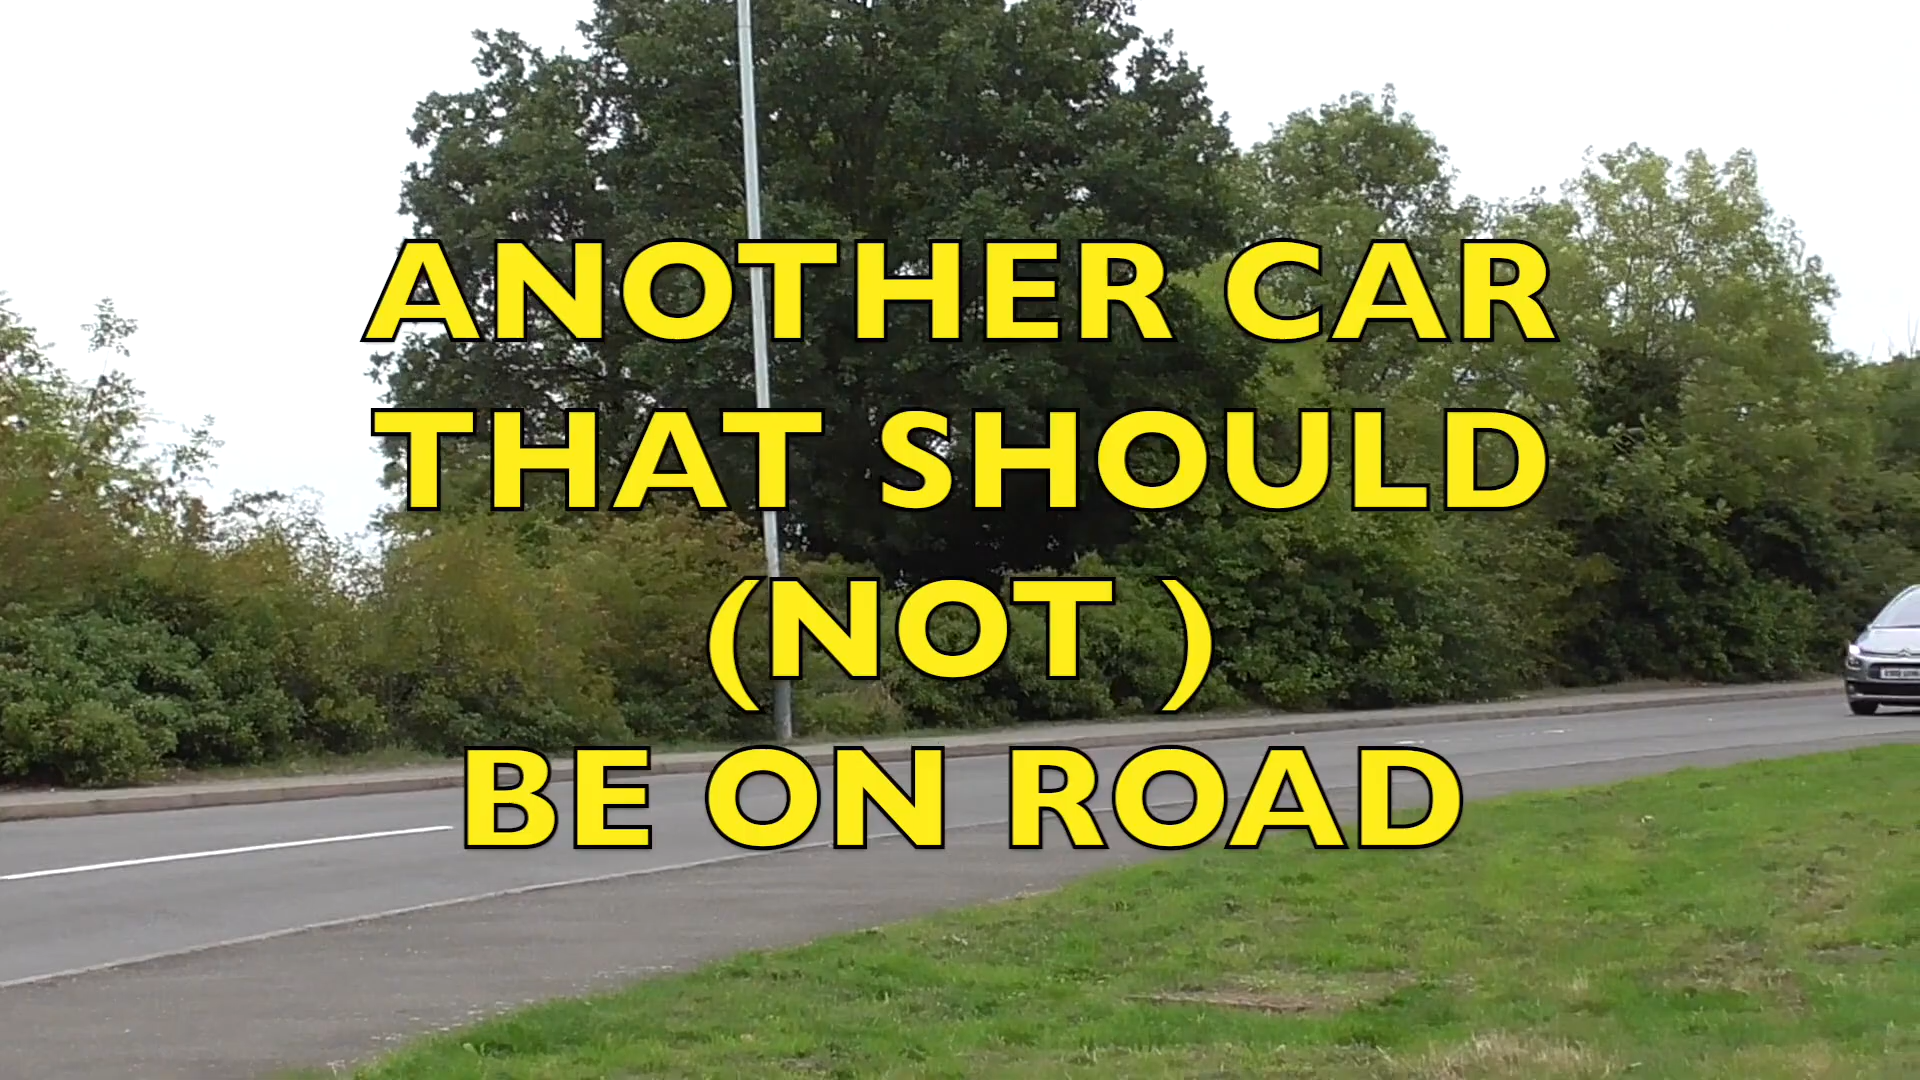 ANOTHER CAR
THAT SHOULD
(NOT )
BE ON ROAD